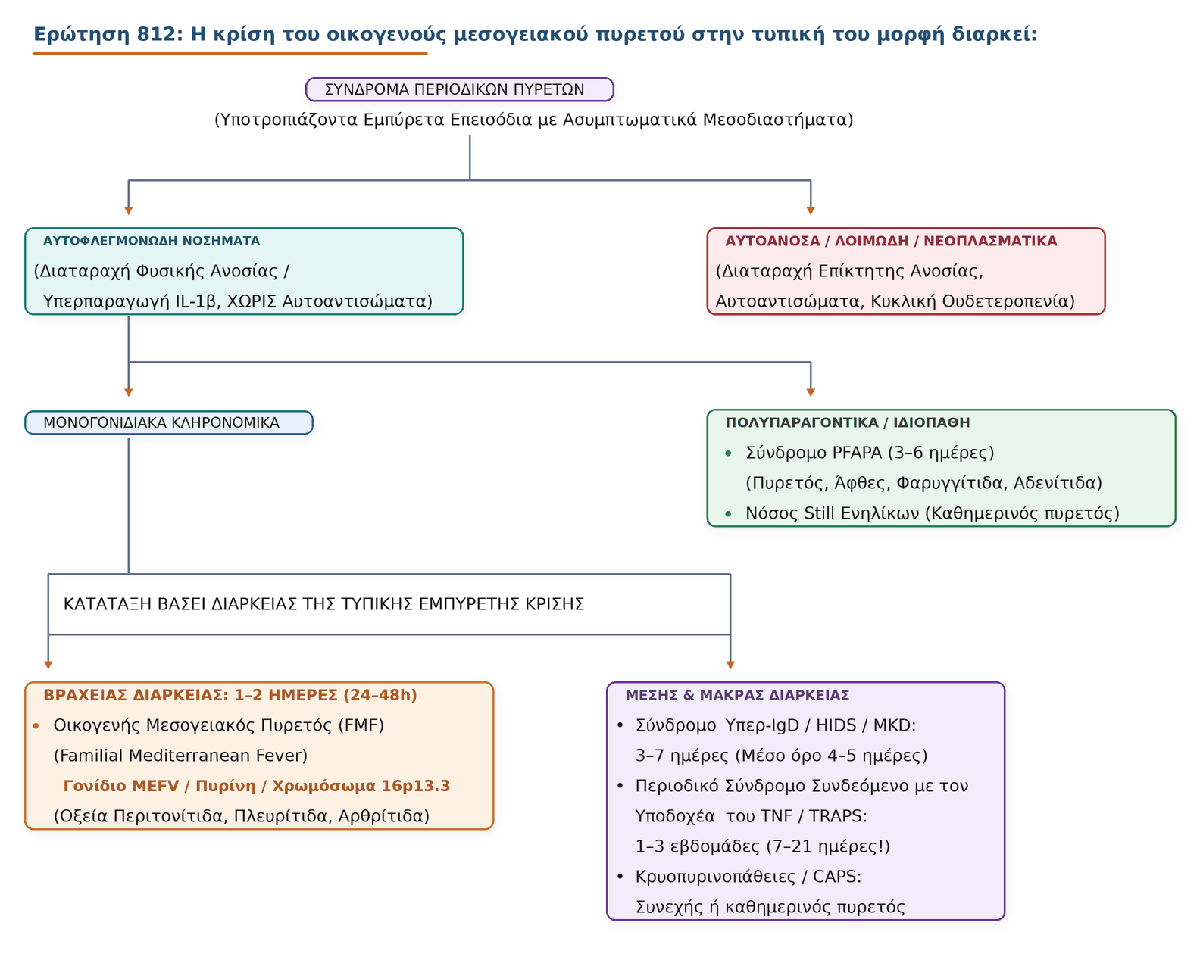 Ερώτηση 812: Η κρίση του οικογενούς μεσογειακού πυρετού στην τυπική του μορφή διαρκεί:
ΣΥΝΔΡΟΜΑ ΠΕΡΙΟΔΙΚΩΝ ΠΥΡΕΤΩΝ
(Υποτροπιάζοντα Εμπύρετα Επεισόδια με Ασυμπτωματικά Μεσοδιαστήματα)
ΑΥΤΟΦΛΕΓΜΟΝΩΔΗ ΝΟΣΗΜΑΤΑ
(Διαταραχή Φυσικής Ανοσίας /
Υπερπαραγωγή IL-1β, ΧΩΡΙΣ Αυτοαντισώματα)
ΑΥΤΟΑΝΟΣΑ / ΛΟΙΜΩΔΗ / ΝΕΟΠΛΑΣΜΑΤΙΚΑ
(Διαταραχή Επίκτητης Ανοσίας,
Αυτοαντισώματα, Κυκλική Ουδετεροπενία)
ΜΟΝΟΓΟΝΙΔΙΑΚΑ ΚΛΗΡΟΝΟΜΙΚΑ
ΠΟΛΥΠΑΡΑΓΟΝΤΙΚΑ / ΙΔΙΟΠΑΘΗ
• Σύνδρομο PFAPA (3–6 ημέρες)
(Πυρετός, Άφθες, Φαρυγγίτιδα, Αδενίτιδα)
• Νόσος Still Ενηλίκων (Καθημερινός πυρετός)
ΚΑΤΑΤΑΞΗ ΒΑΣΕΙ ΔΙΑΡΚΕΙΑΣ ΤΗΣ ΤΥΠΙΚΗΣ ΕΜΠΥΡΕΤΗΣ ΚΡΙΣΗΣ
ΒΡΑΧΕΙΑΣ ΔΙΑΡΚΕΙΑΣ: 1–2 ΗΜΕΡΕΣ (24–48h)
• Οικογενής Μεσογειακός Πυρετός (FMF)
(Familial Mediterranean Fever)
Γονίδιο MEFV / Πυρίνη / Χρωμόσωμα 16p13.3
(Οξεία Περιτονίτιδα, Πλευρίτιδα, Αρθρίτιδα)
ΜΕΣΗΣ & ΜΑΚΡΑΣ ΔΙΑΡΚΕΙΑΣ
• Σύνδρομο Υπερ-IgD / HIDS / MKD:
3–7 ημέρες (Μέσο όρο 4–5 ημέρες)
• Περιοδικό Σύνδρομο Συνδεόμενο με τον
Υποδοχέα του TNF / TRAPS:
1–3 εβδομάδες (7–21 ημέρες!)
• Κρυοπυρινοπάθειες / CAPS:
Συνεχής ή καθημερινός πυρετός